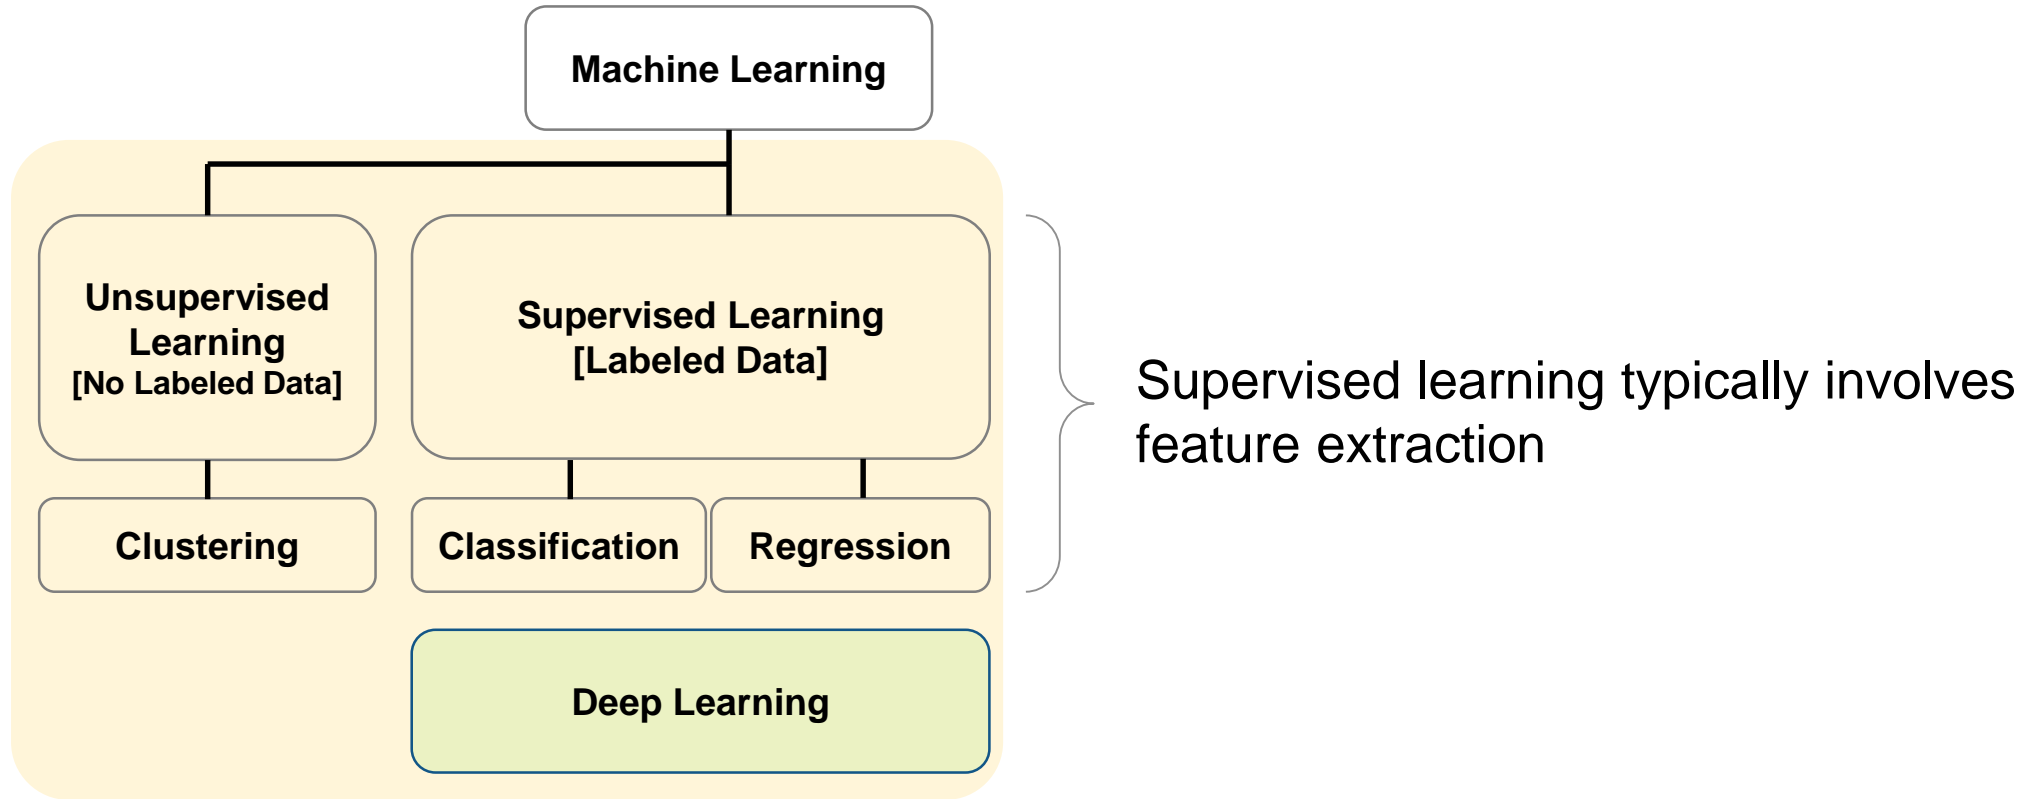 Machine Learning
Unsupervised
Learning
[No Labeled Data]
Supervised Learning
[Labeled Data]
Clustering
Classification
Regression
Deep Learning
Supervised learning typically involves
feature extraction